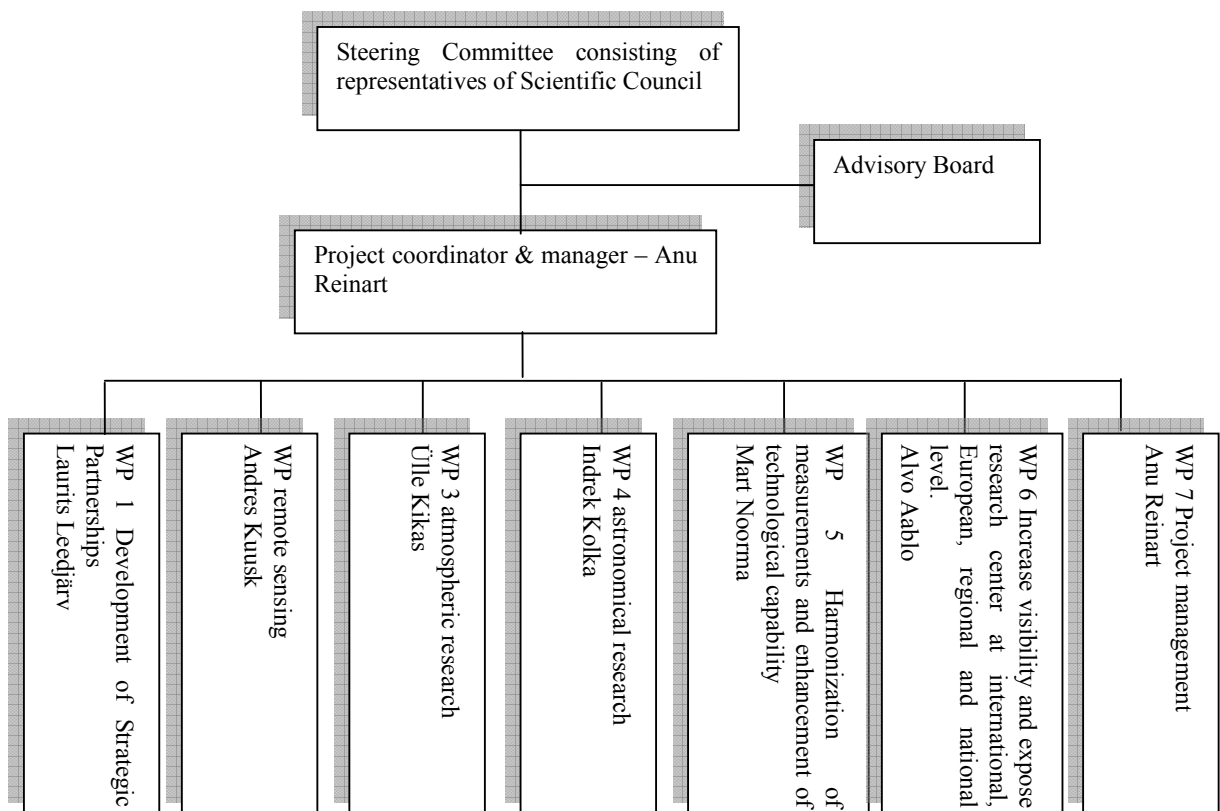 Steering Committee consisting of
representatives of Scientific Council
Advisory Board
Project coordinator & manager – Anu
Reinart
WP 1 Development of Strategic
Partnerships
Laurits Leedjärv
WP remote sensing
Andres Kuusk
WP 3 atmospheric research
Ülle Kikas
WP 4 astronomical research
Indrek Kolka
WP 5 Harmonization of
measurements and enhancement of
technological capability
Mart Noorma
WP 6 Increase visibility and expose
research center at international,
European, regional and national
level.
Alvo Aablo
WP 7 Project management
Anu Reinart